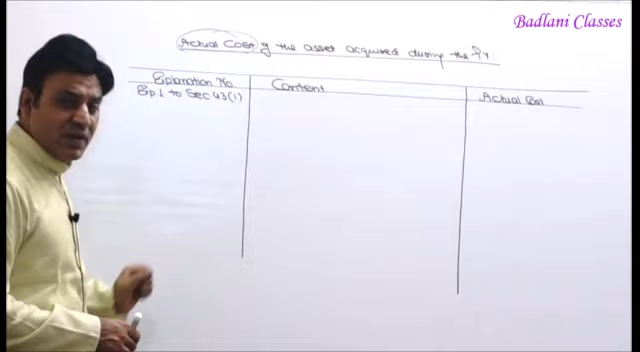 Badlani Classes
Actual Cost of the asset acquired during the P.Y.
Explanation No
Content
Actual Cost
Exp 1 to Sec 43(1)